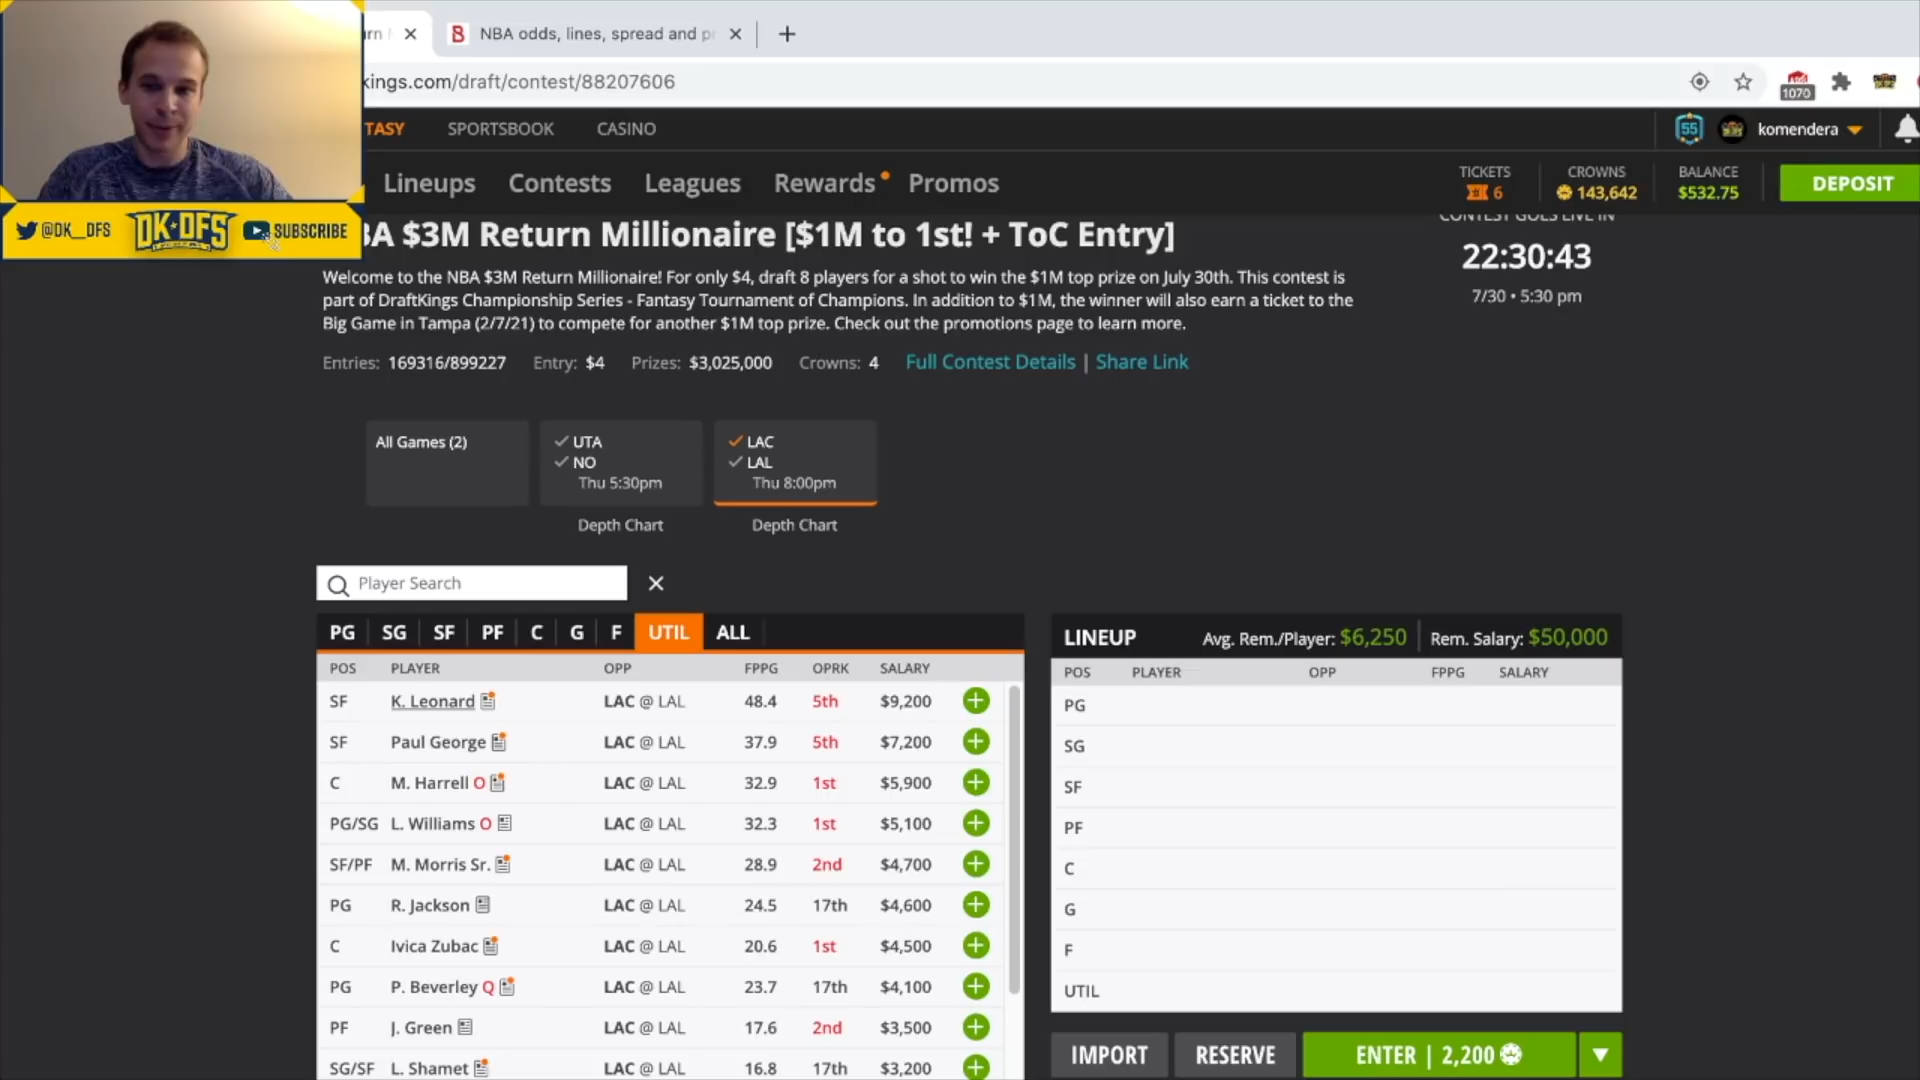 NBA odds, lines, spread and pr
kings.com/draft/contest/88207606
1070
TASY SPORTSBOOK CASINO
55 komendera
Lineups Contests Leagues Rewards Promos
TICKETS 6
CROWNS 143,642
BALANCE $532.75
DEPOSIT
@DK__DFS DK★DFS SUBSCRIBE
BA $3M Return Millionaire [$1M to 1st! + ToC Entry]
CONTEST GOES LIVE IN
22:30:43
7/30 • 5:30 pm
Welcome to the NBA $3M Return Millionaire! For only $4, draft 8 players for a shot to win the $1M top prize on July 30th. This contest is
part of DraftKings Championship Series - Fantasy Tournament of Champions. In addition to $1M, the winner will also earn a ticket to the
Big Game in Tampa (2/7/21) to compete for another $1M top prize. Check out the promotions page to learn more.
Entries: 169316/899227 Entry: $4 Prizes: $3,025,000 Crowns: 4 Full Contest Details | Share Link
All Games (2)
UTA
NO
Thu 5:30pm
Depth Chart
LAC
LAL
Thu 8:00pm
Depth Chart
Player Search
PG SG SF PF C G F UTIL ALL
POS PLAYER OPP FPPG OPRK SALARY
SF K. Leonard LAC @ LAL 48.4 5th $9,200
SF Paul George LAC @ LAL 37.9 5th $7,200
C M. Harrell O LAC @ LAL 32.9 1st $5,900
PG/SG L. Williams O LAC @ LAL 32.3 1st $5,100
SF/PF M. Morris Sr. LAC @ LAL 28.9 2nd $4,700
PG R. Jackson LAC @ LAL 24.5 17th $4,600
C Ivica Zubac LAC @ LAL 20.6 1st $4,500
PG P. Beverley Q LAC @ LAL 23.7 17th $4,100
PF J. Green LAC @ LAL 17.6 2nd $3,500
SG/SF L. Shamet LAC @ LAL 16.8 17th $3,200
LINEUP Avg. Rem./Player: $6,250 Rem. Salary: $50,000
POS PLAYER OPP FPPG SALARY
PG
SG
SF
PF
C
G
F
UTIL
IMPORT RESERVE ENTER | 2,200